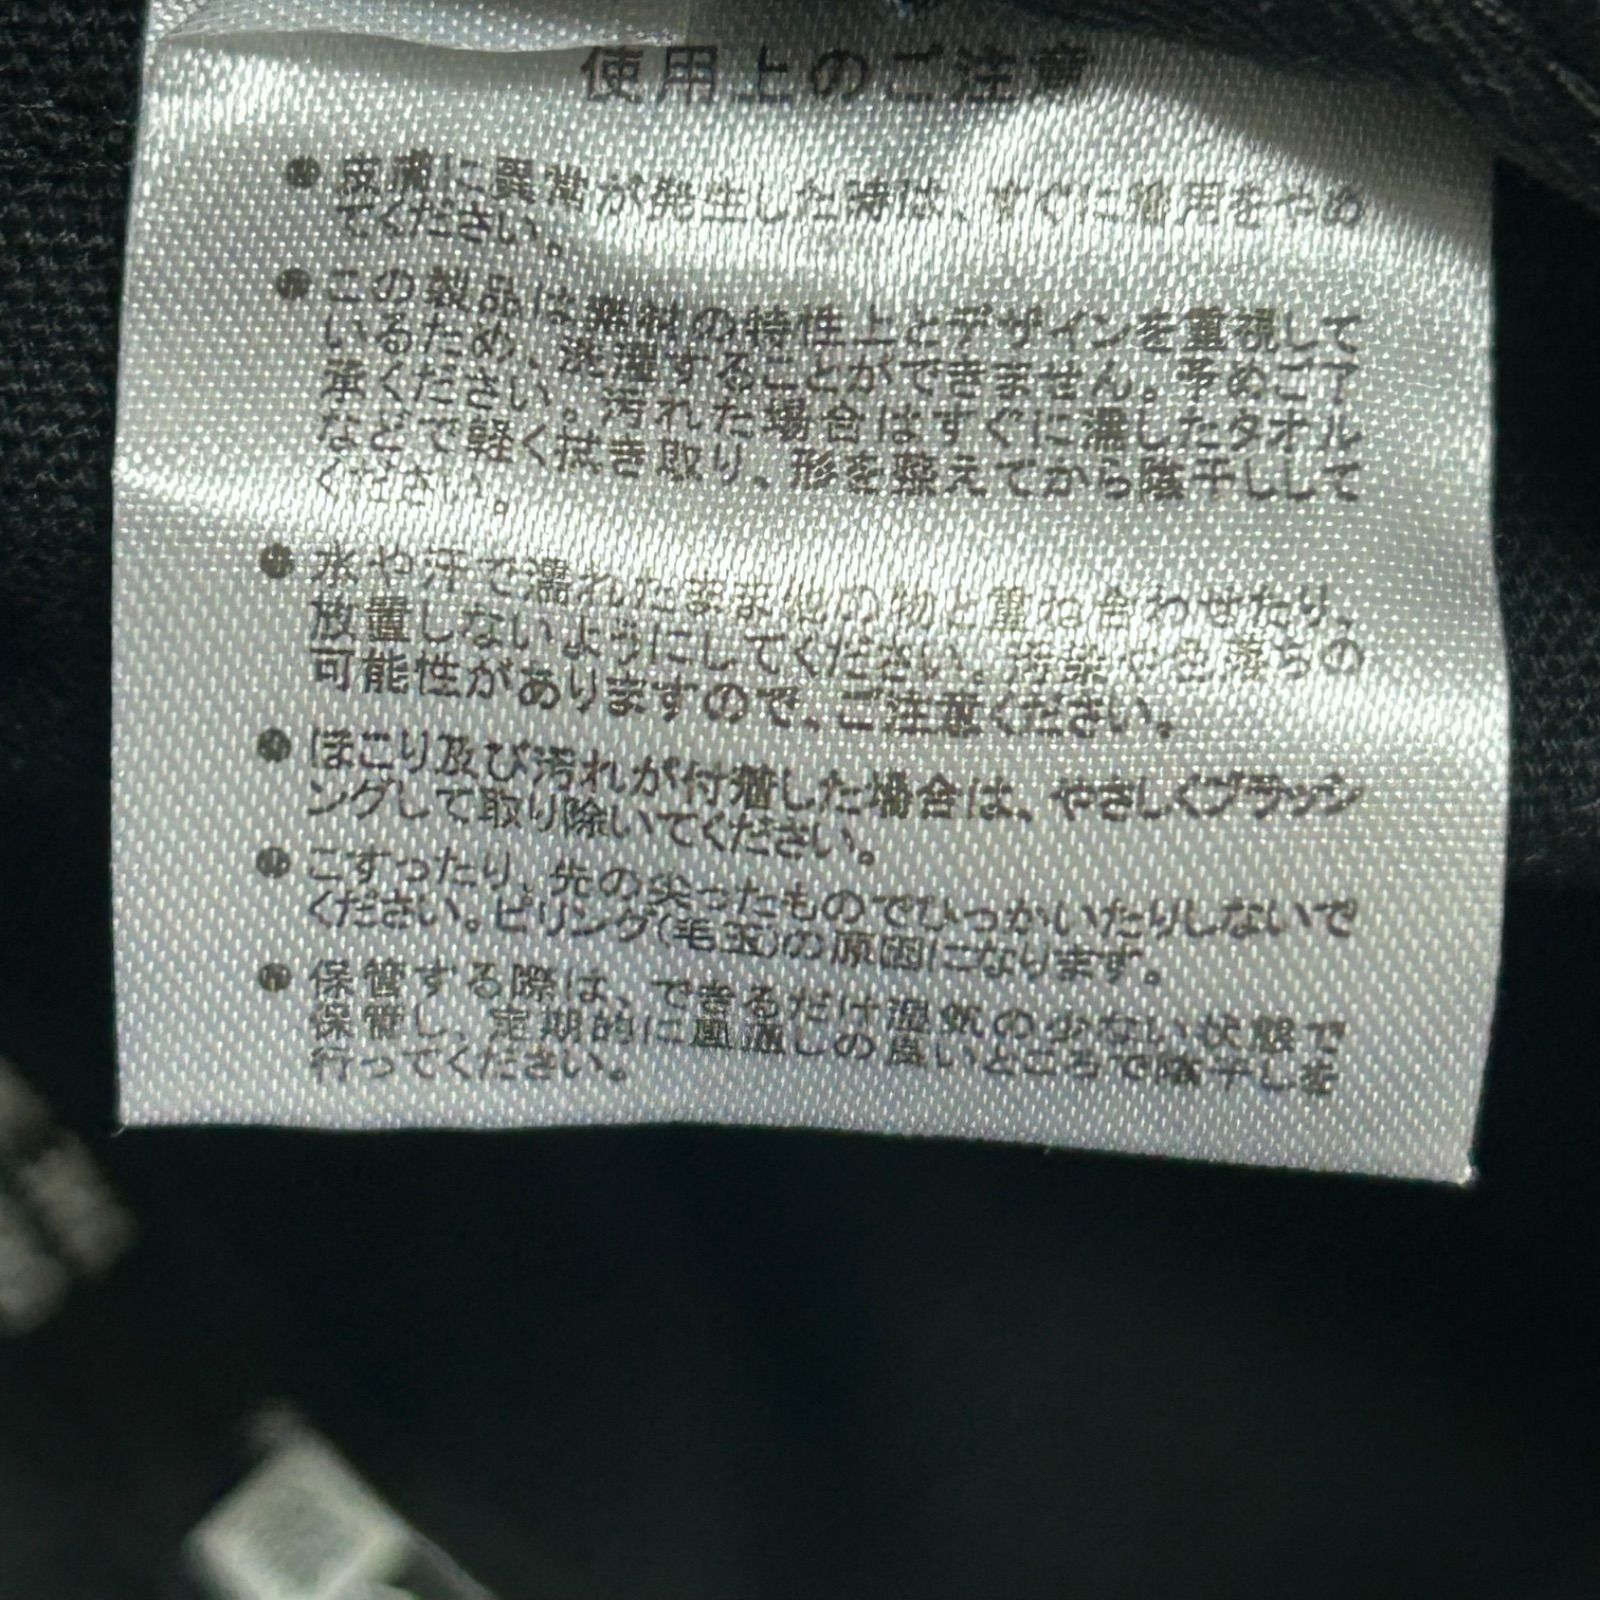 使用上のご注意
●皮膚に異常が発生した時は、すぐに着用をやめ
てください。
●この製品は素材の特性上とデザインを重視して
いるため、洗濯することができません。予めご了
承ください。汚れた場合はすぐに濡したタオル
などで軽く拭き取り、形を整えてから陰干しして
ください。
●水や汗で濡れたまま他の物と重ね合わせたり、
放置しないようにしてください。汚染や色落ちの
可能性がありますので、ご注意ください。
●ほこり及び汚れが付着した場合は、やさしくブラッシ
ングして取り除いてください。
●こすったり、先の尖ったものでひっかいたりしないで
ください。ピリング(毛玉)の原因になります。
●保管する際は、できるだけ湿気の少ない状態で
保管し、定期的に風通しの良いところで陰干しを
行ってください。